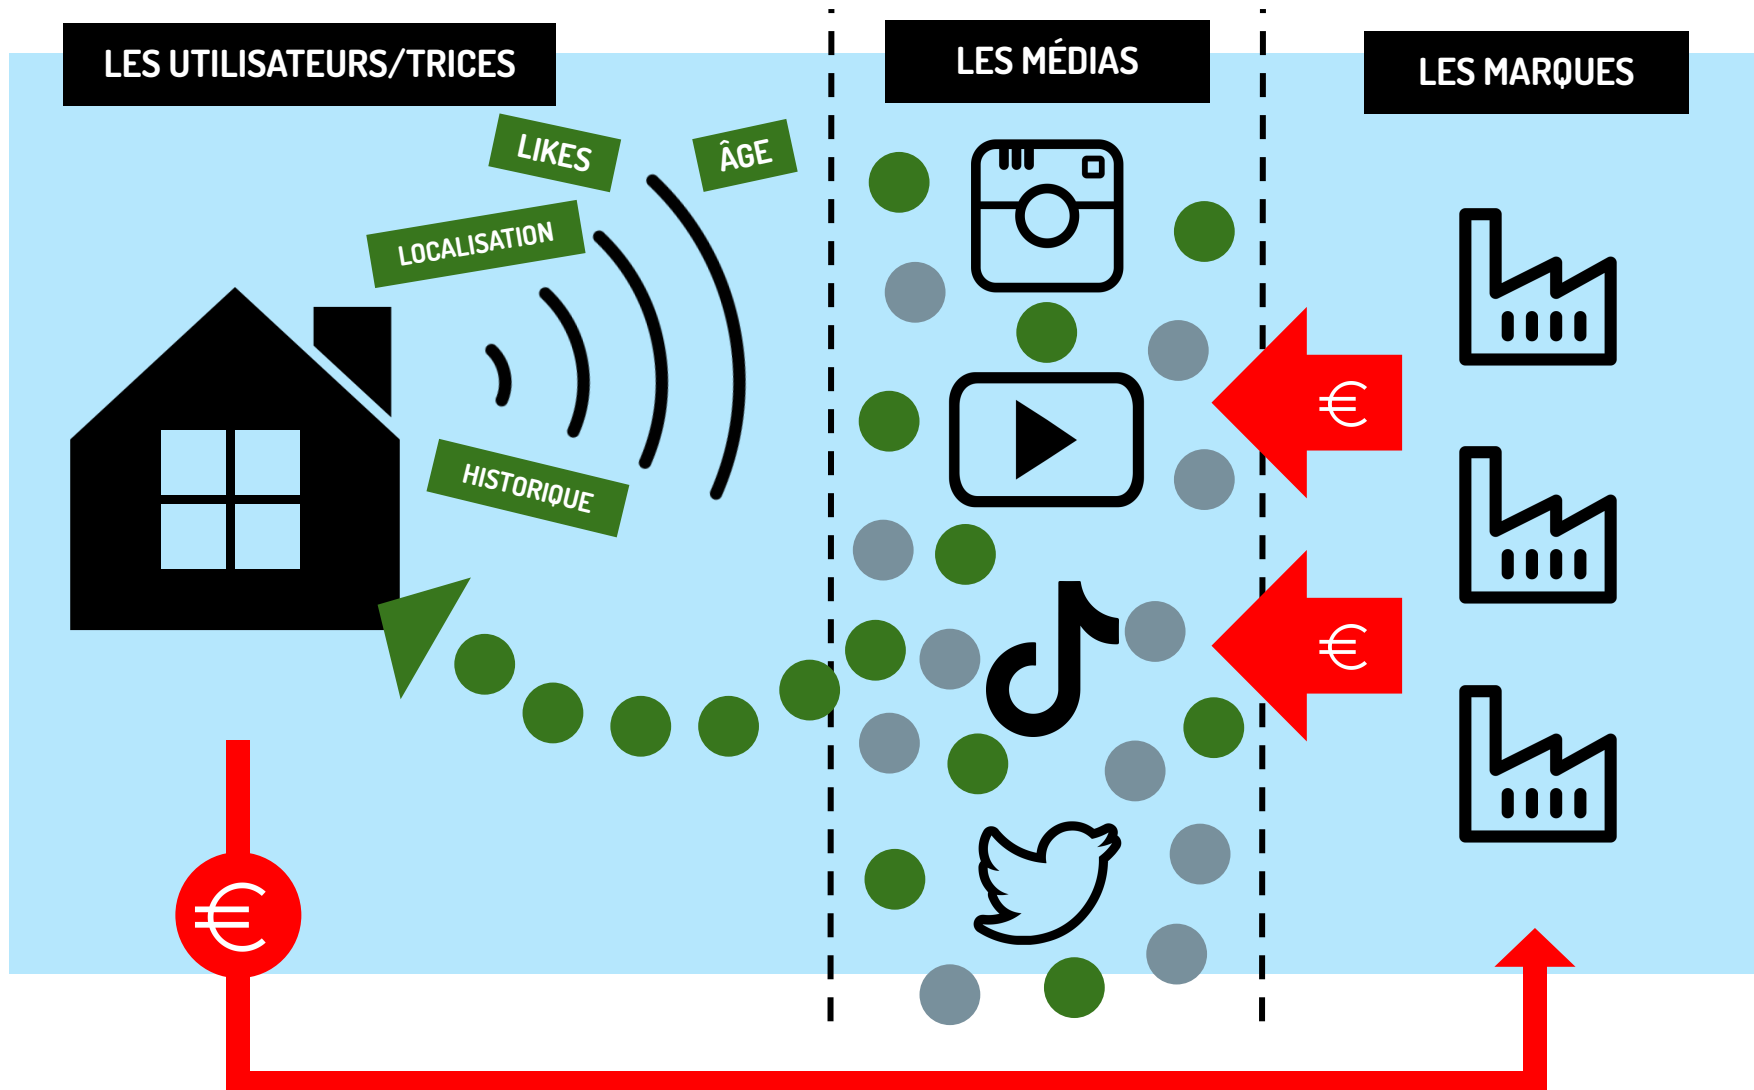 LES UTILISATEURS/TRICES
LES MÉDIAS
LES MARQUES
LIKES
ÂGE
LOCALISATION
HISTORIQUE
€
€
€